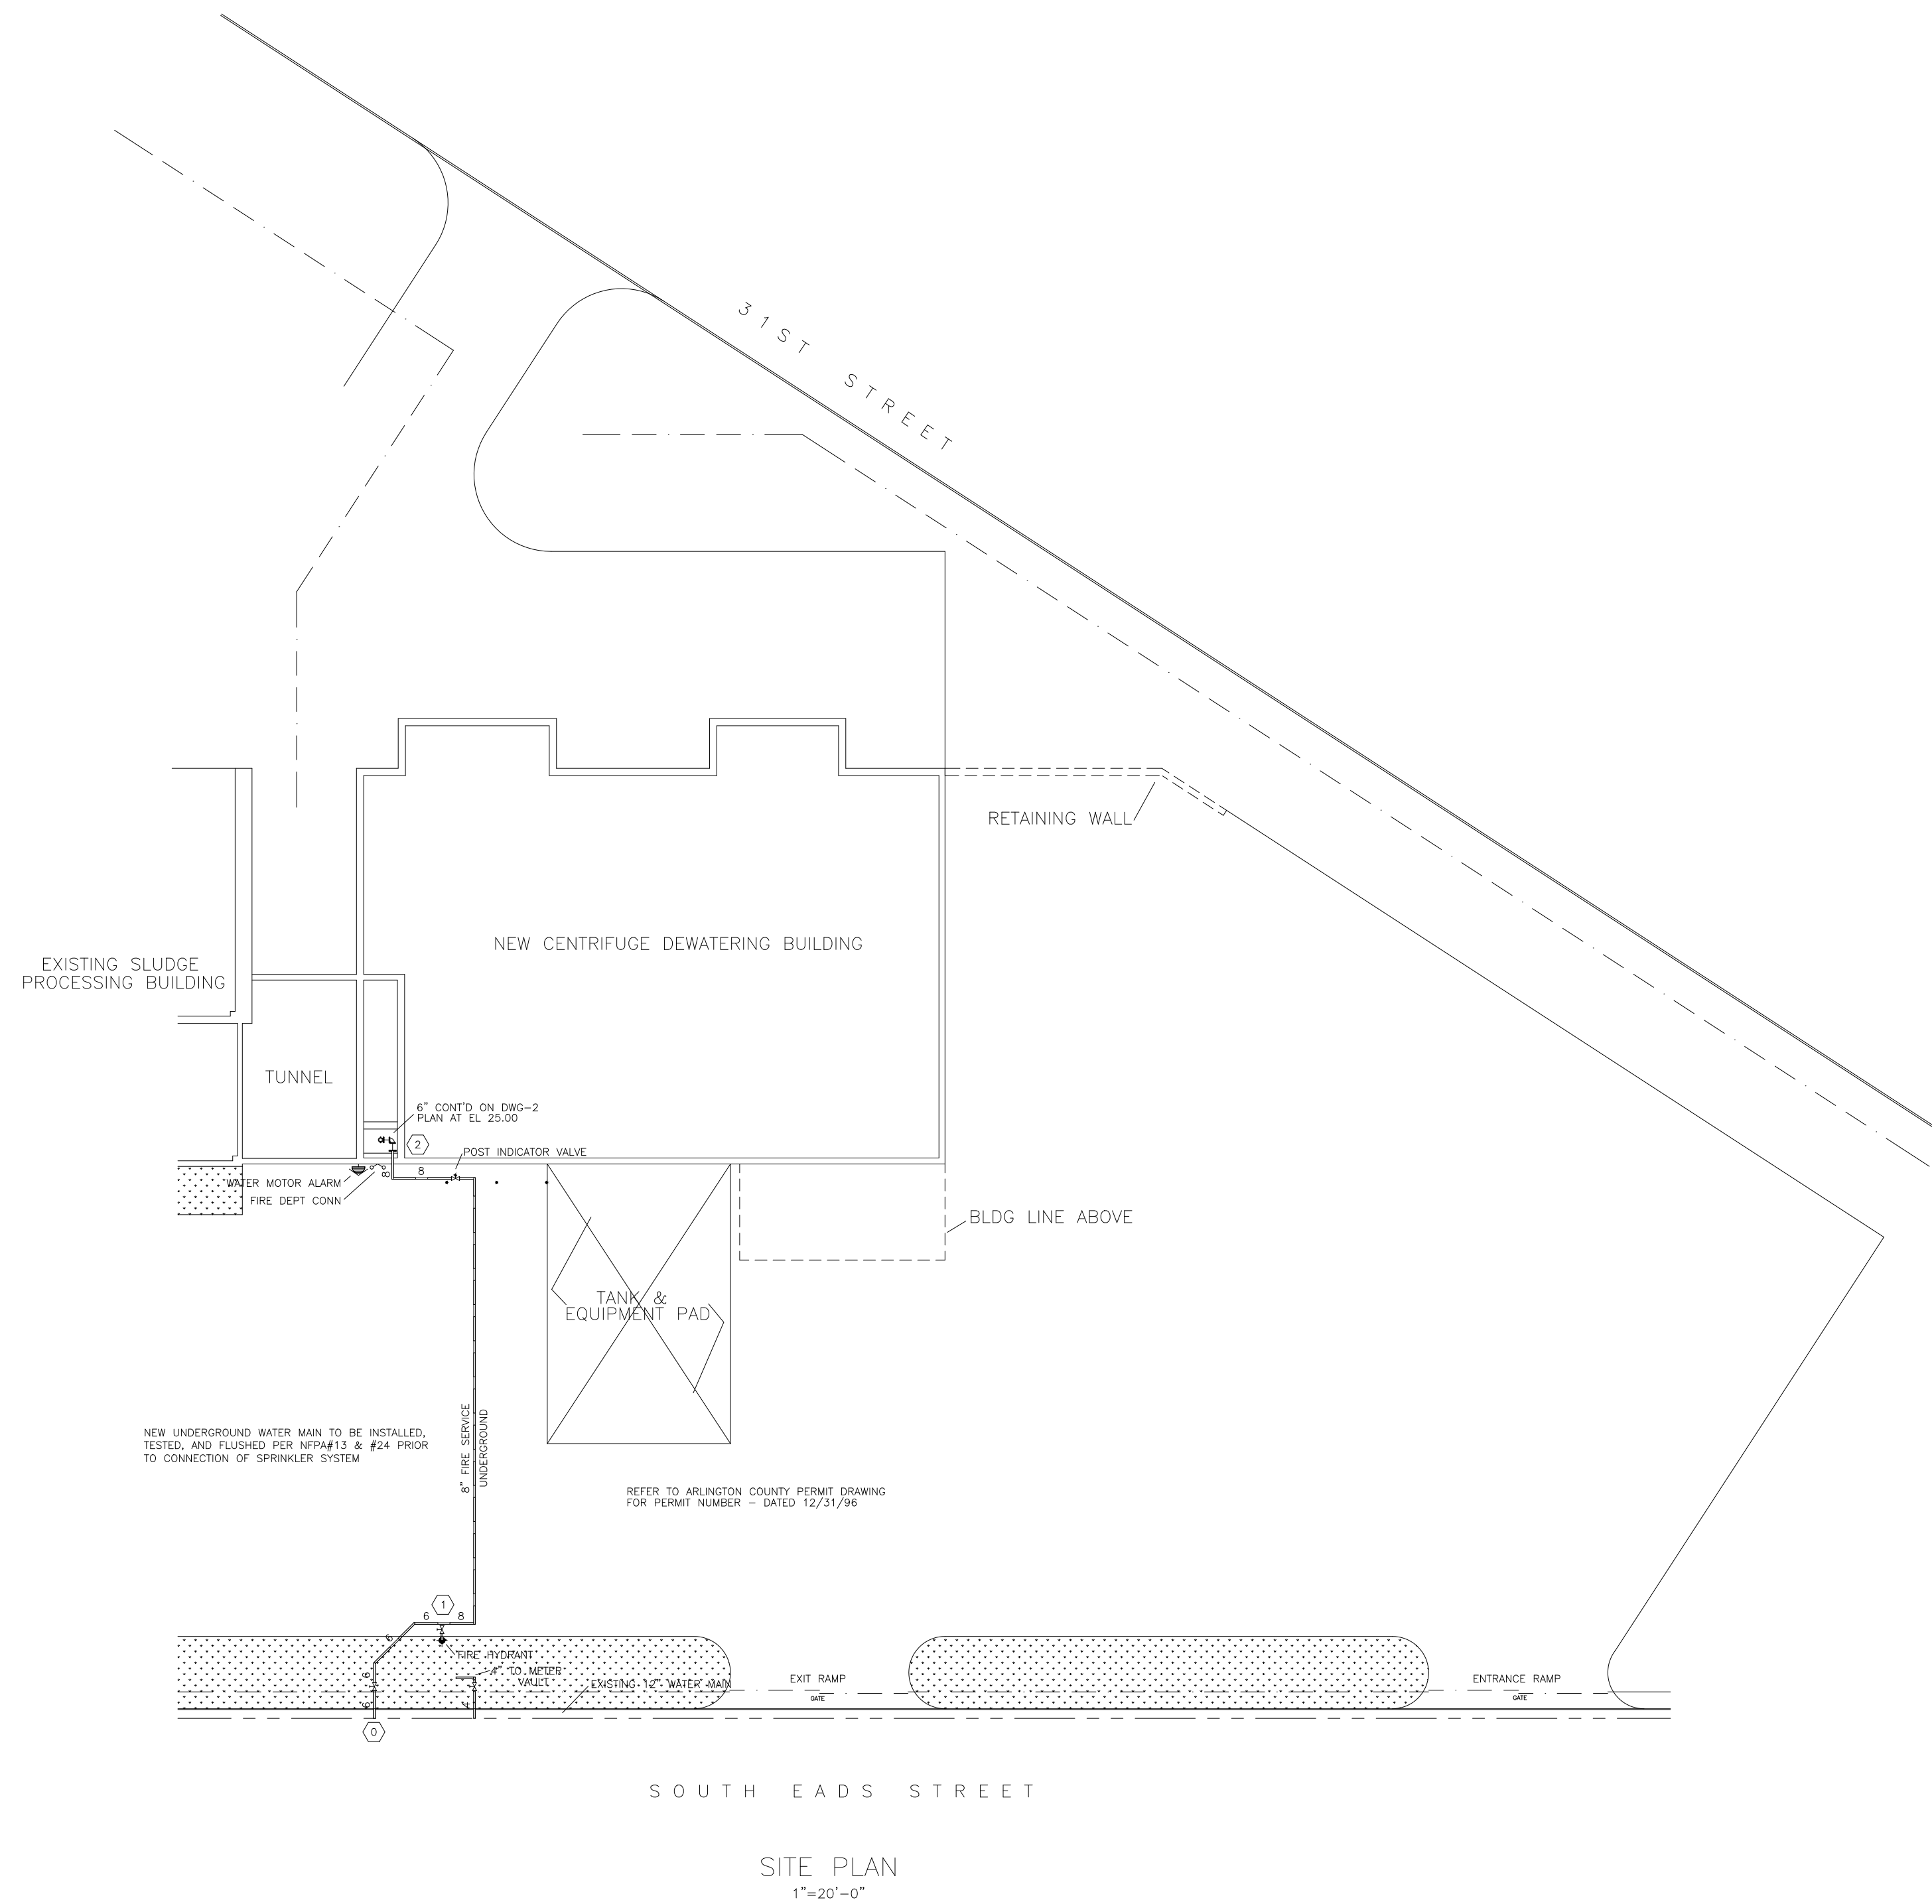 31ST STREET
RETAINING WALL
NEW CENTRIFUGE DEWATERING BUILDING
EXISTING SLUDGE
PROCESSING BUILDING
TUNNEL
6" CONT'D ON DWG-2
PLAN AT EL 25.00
2
POST INDICATOR VALVE
8
8
WATER MOTOR ALARM
FIRE DEPT CONN
BLDG LINE ABOVE
TANK &
EQUIPMENT PAD
8" FIRE SERVICE
UNDERGROUND
NEW UNDERGROUND WATER MAIN TO BE INSTALLED,
TESTED, AND FLUSHED PER NFPA#13 & #24 PRIOR
TO CONNECTION OF SPRINKLER SYSTEM
REFER TO ARLINGTON COUNTY PERMIT DRAWING
FOR PERMIT NUMBER - DATED 12/31/96
1
6
8
6
FIRE HYDRANT
6
4" TO METER
VAULT
EXISTING 12" WATER MAIN
EXIT RAMP
GATE
ENTRANCE RAMP
GATE
6
4
0
SOUTH EADS STREET
SITE PLAN
1"=20'-0"